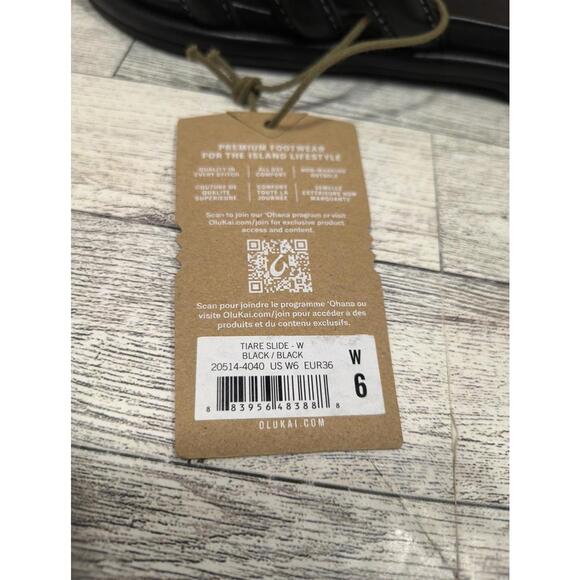 PREMIUM FOOTWEAR
FOR THE ISLAND LIFESTYLE
QUALITY IN EVERY STITCH
ALL DAY COMFORT
NON-MARKING OUTSOLE
COUTURE DE QUALITÉ SUPÉRIEURE
CONFORT TOUTE LA JOURNÉE
SEMELLE EXTÉRIEURE NON MARQUANTE
Scan to join our 'Ohana program or visit
OluKai.com/join for exclusive product
access and content.
Scan pour joindre le programme 'Ohana ou
visite OluKai.com/join pour accéder à des
produits et du contenu exclusifs.
TIARE SLIDE - W
BLACK / BLACK
20514-4040 US W6 EUR36
W
6
8 83956 48388 8
OLUKAI.COM